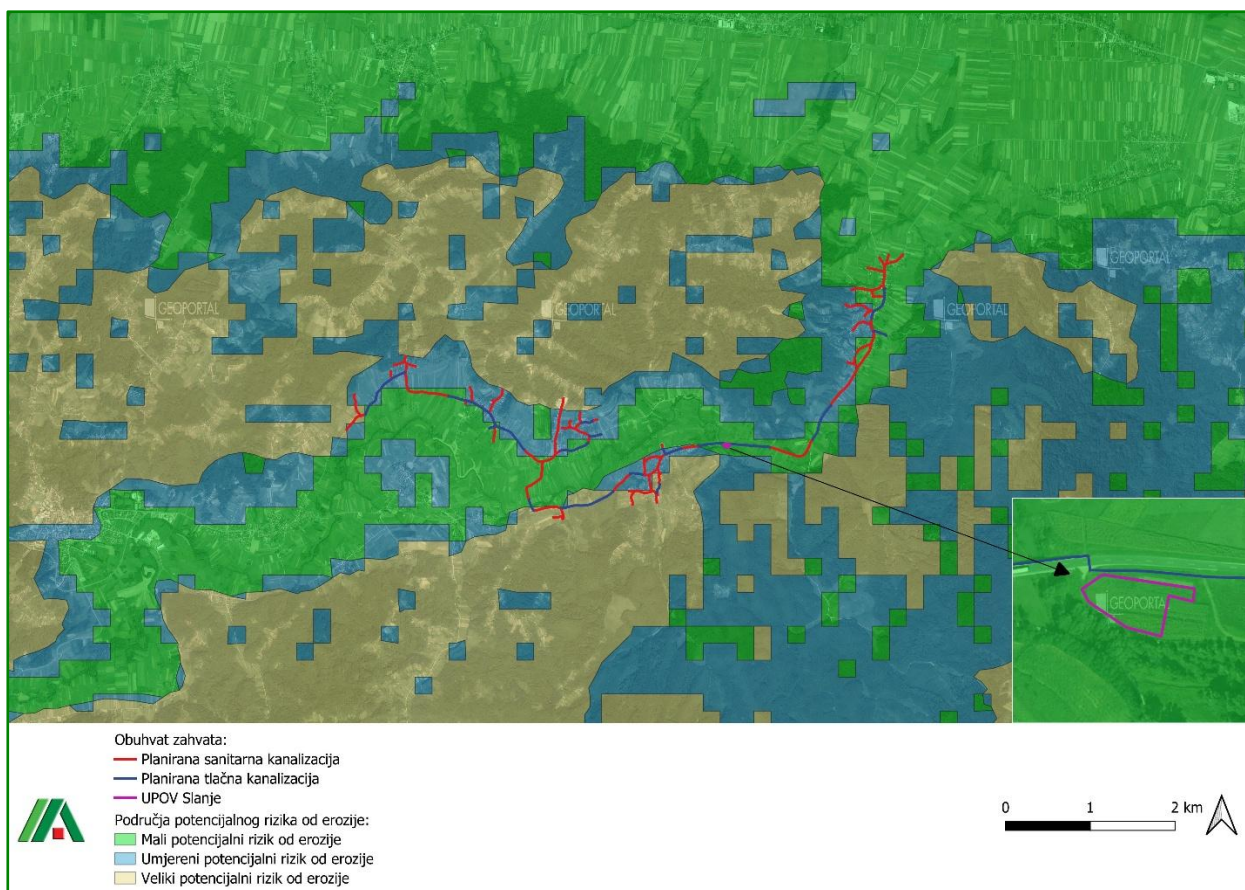 GEOPORTAL
GEOPORTAL
GEOPORTAL
GEOPORTAL
GEOPORTAL
Obuhvat zahvata:
Planirana sanitarna kanalizacija
Planirana tlačna kanalizacija
UPOV Slanje
Područja potencijalnog rizika od erozije:
Mali potencijalni rizik od erozije
Umjereni potencijalni rizik od erozije
Veliki potencijalni rizik od erozije
0 1 2 km